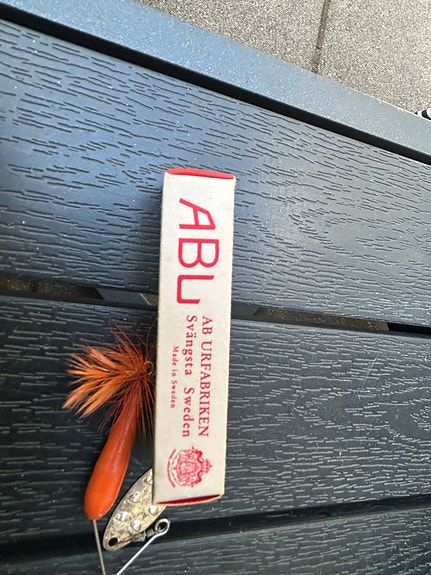 ABU
AB URFABRIKEN
Svängsta Sweden
Made in Sweden